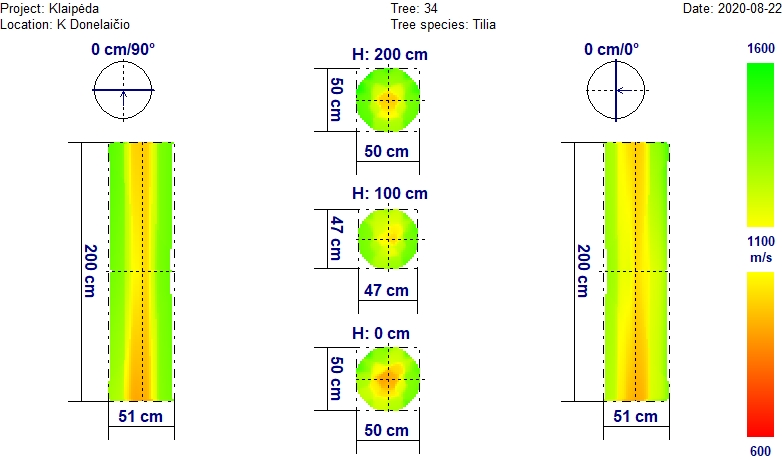 Project: Klaipėda
Tree: 34
Date: 2020-08-22
Location: K Donelaičio
Tree species: Tilia
0 cm/90°
H: 200 cm
0 cm/0°
1600
50 cm
50 cm
H: 100 cm
200 cm
47 cm
47 cm
200 cm
1100
m/s
H: 0 cm
50 cm
50 cm
51 cm
51 cm
600